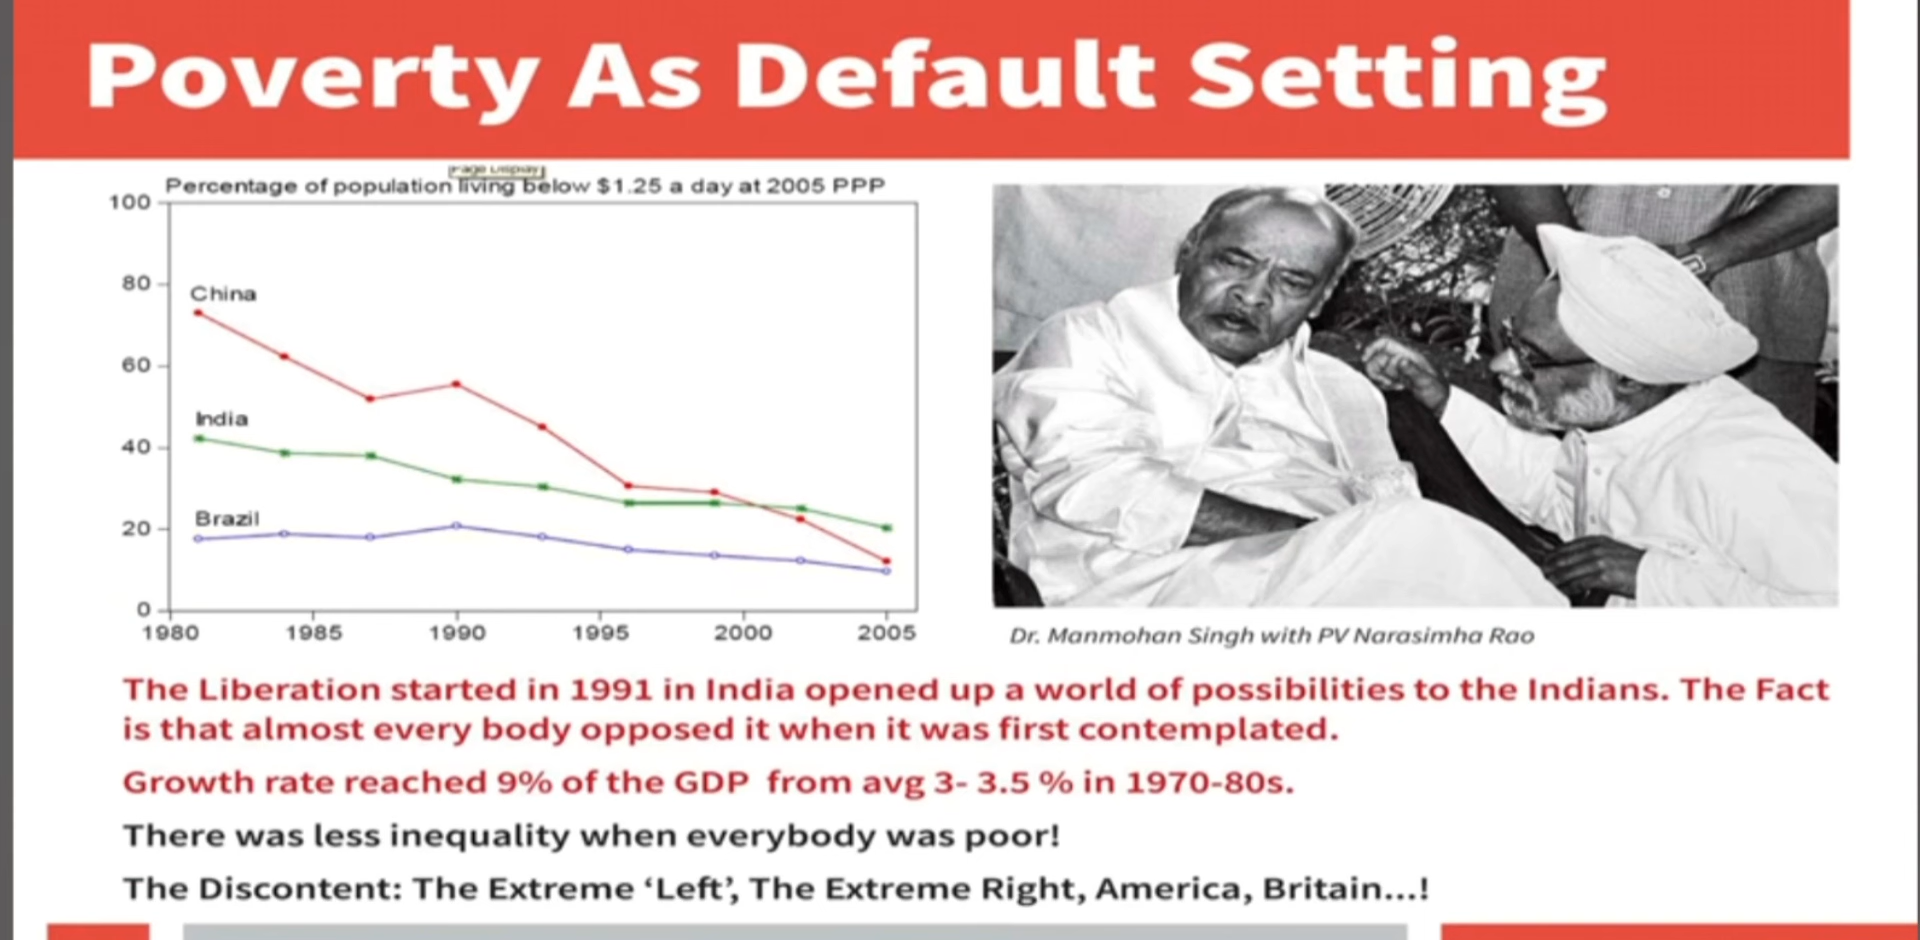 Poverty As Default Setting
Page Display
Percentage of population living below $1.25 a day at 2005 PPP
100
80
60
40
20
0
China
India
Brazil
1980 1985 1990 1995 2000 2005
Dr. Manmohan Singh with PV Narasimha Rao
The Liberation started in 1991 in India opened up a world of possibilities to the Indians. The Fact
is that almost every body opposed it when it was first contemplated.
Growth rate reached 9% of the GDP from avg 3- 3.5 % in 1970-80s.
There was less inequality when everybody was poor!
The Discontent: The Extreme ‘Left’, The Extreme Right, America, Britain...!